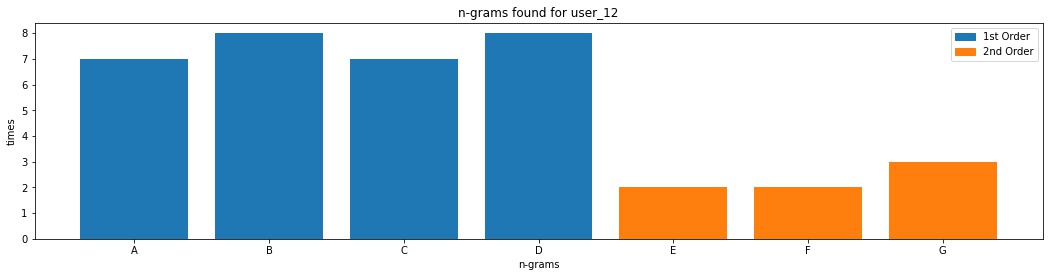 n-grams found for user_12
1st Order
2nd Order
times
8
7
6
5
4
3
2
1
0
A B C D E F G
n-grams